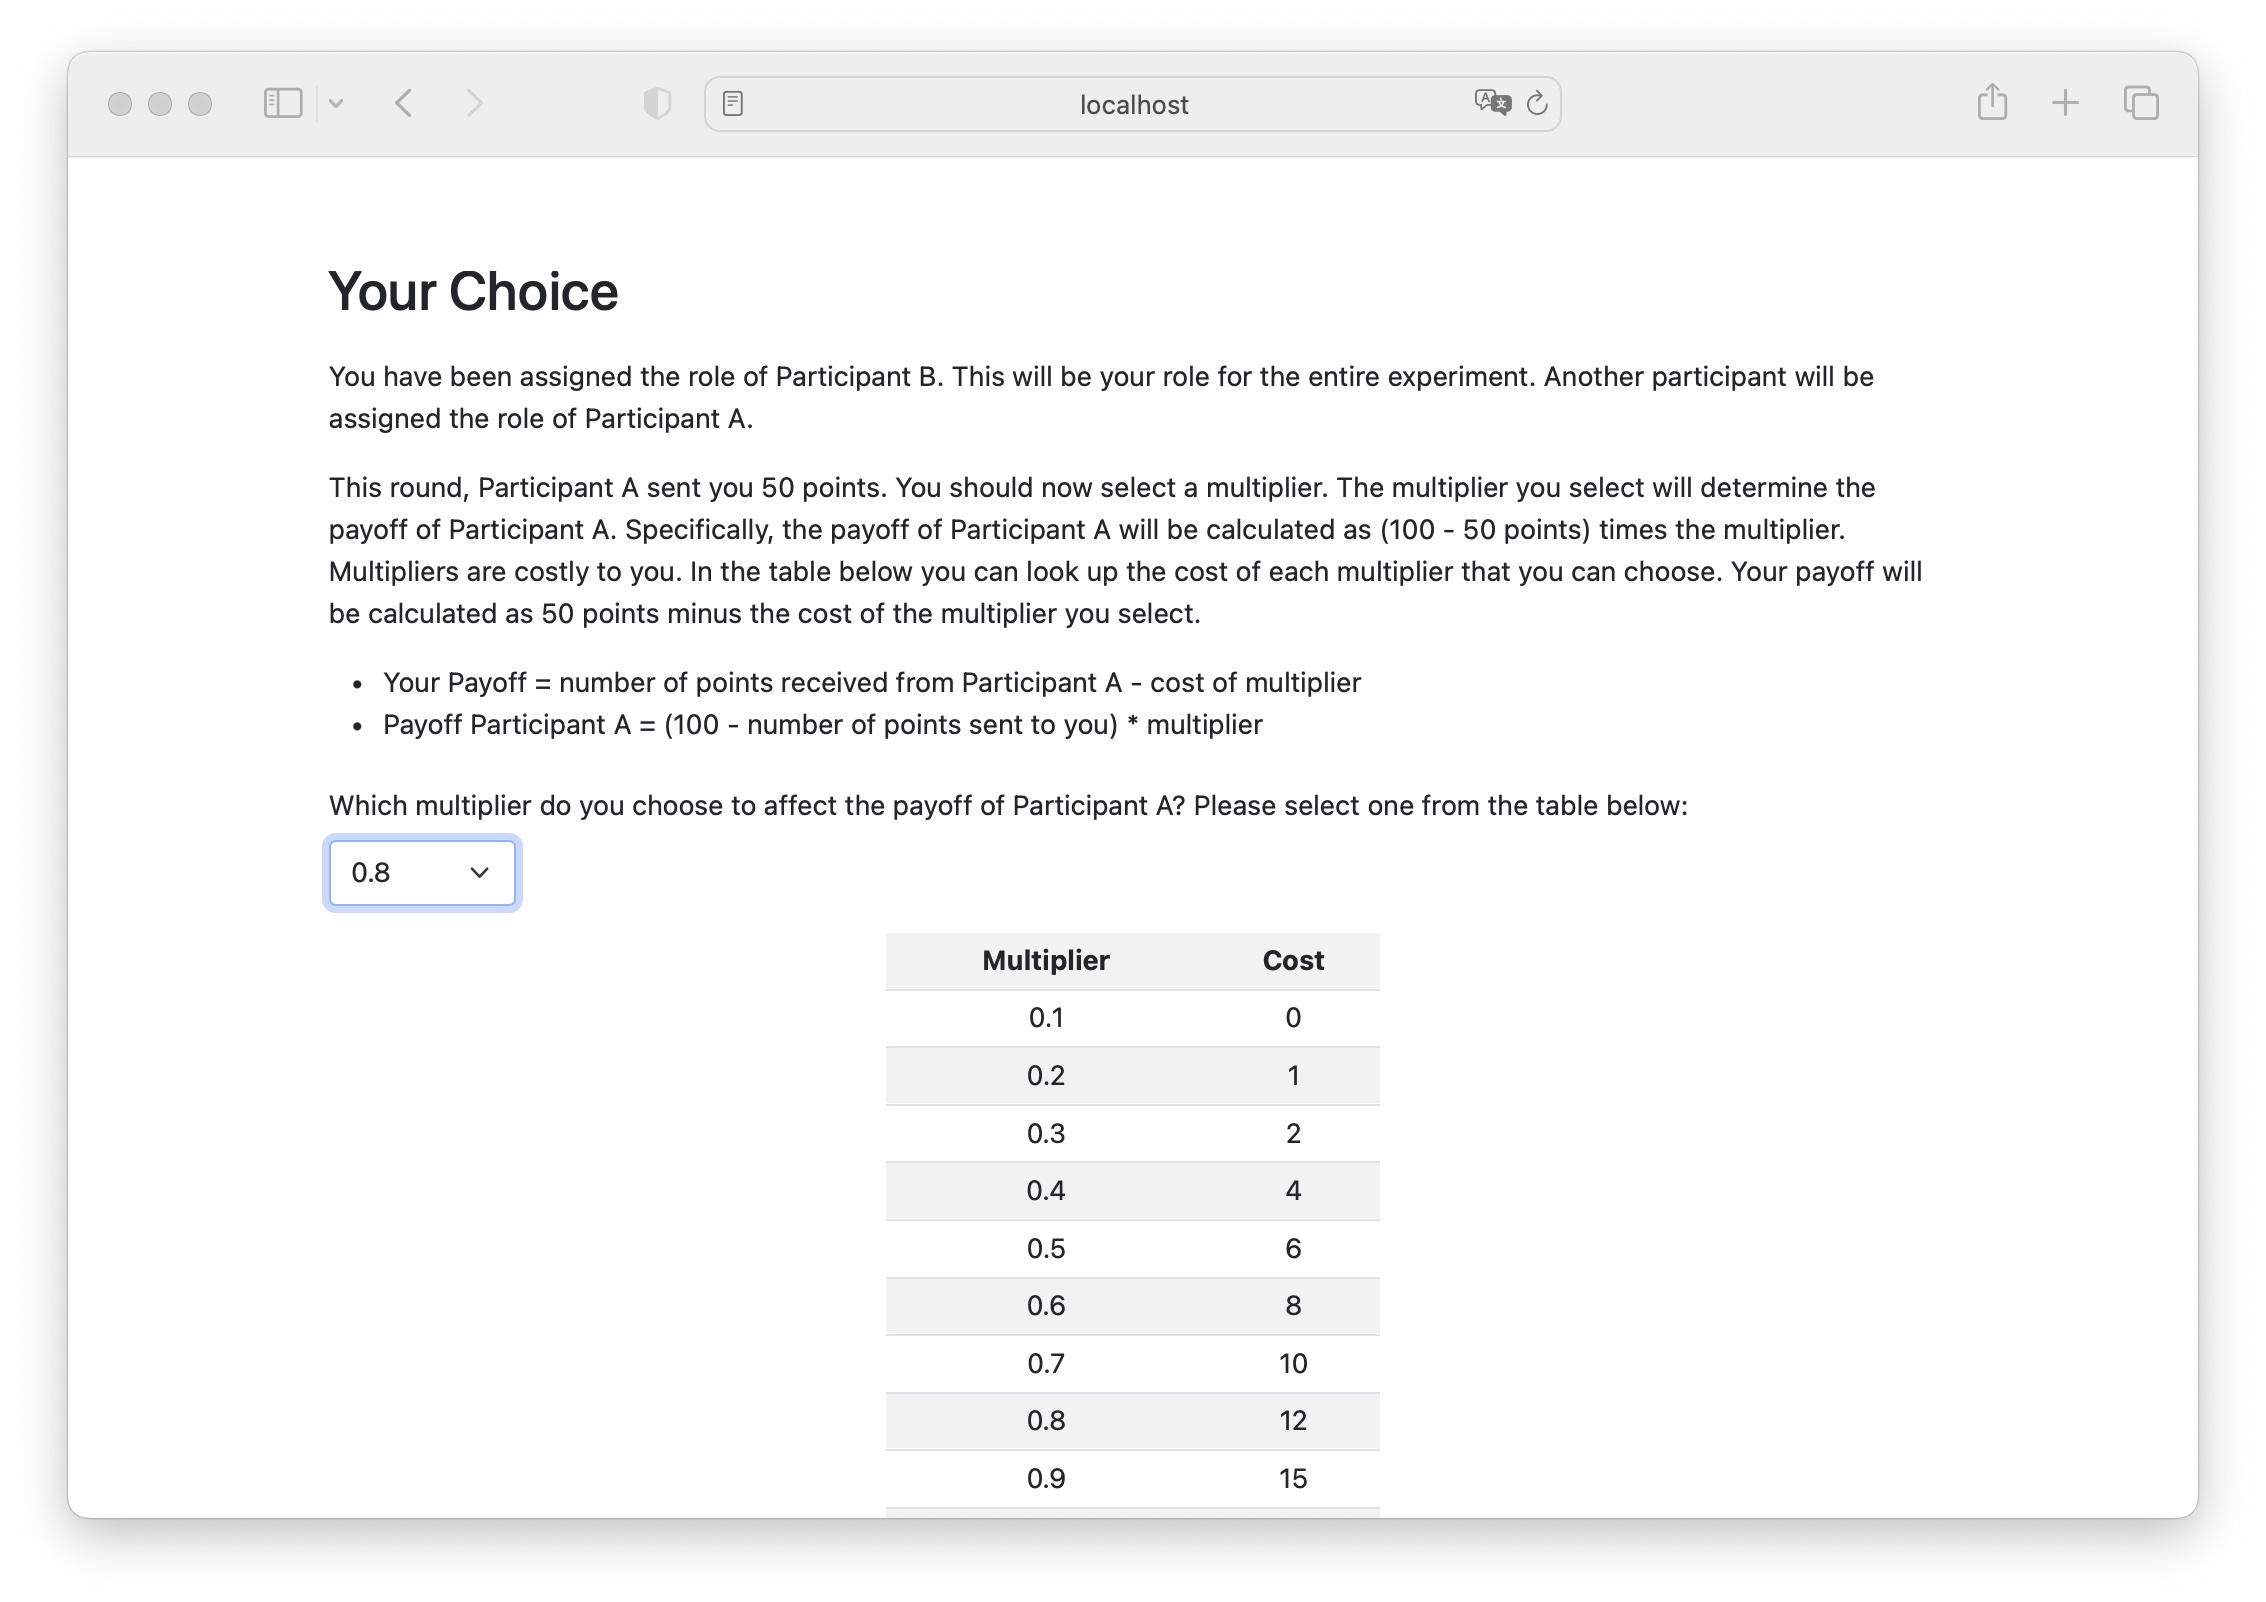 localhost
Your Choice
You have been assigned the role of Participant B. This will be your role for the entire experiment. Another participant will be
assigned the role of Participant A.
This round, Participant A sent you 50 points. You should now select a multiplier. The multiplier you select will determine the
payoff of Participant A. Specifically, the payoff of Participant A will be calculated as (100 - 50 points) times the multiplier.
Multipliers are costly to you. In the table below you can look up the cost of each multiplier that you can choose. Your payoff will
be calculated as 50 points minus the cost of the multiplier you select.
• Your Payoff = number of points received from Participant A - cost of multiplier
• Payoff Participant A = (100 - number of points sent to you) * multiplier
Which multiplier do you choose to affect the payoff of Participant A? Please select one from the table below:
0.8
Multiplier Cost
0.1 0
0.2 1
0.3 2
0.4 4
0.5 6
0.6 8
0.7 10
0.8 12
0.9 15